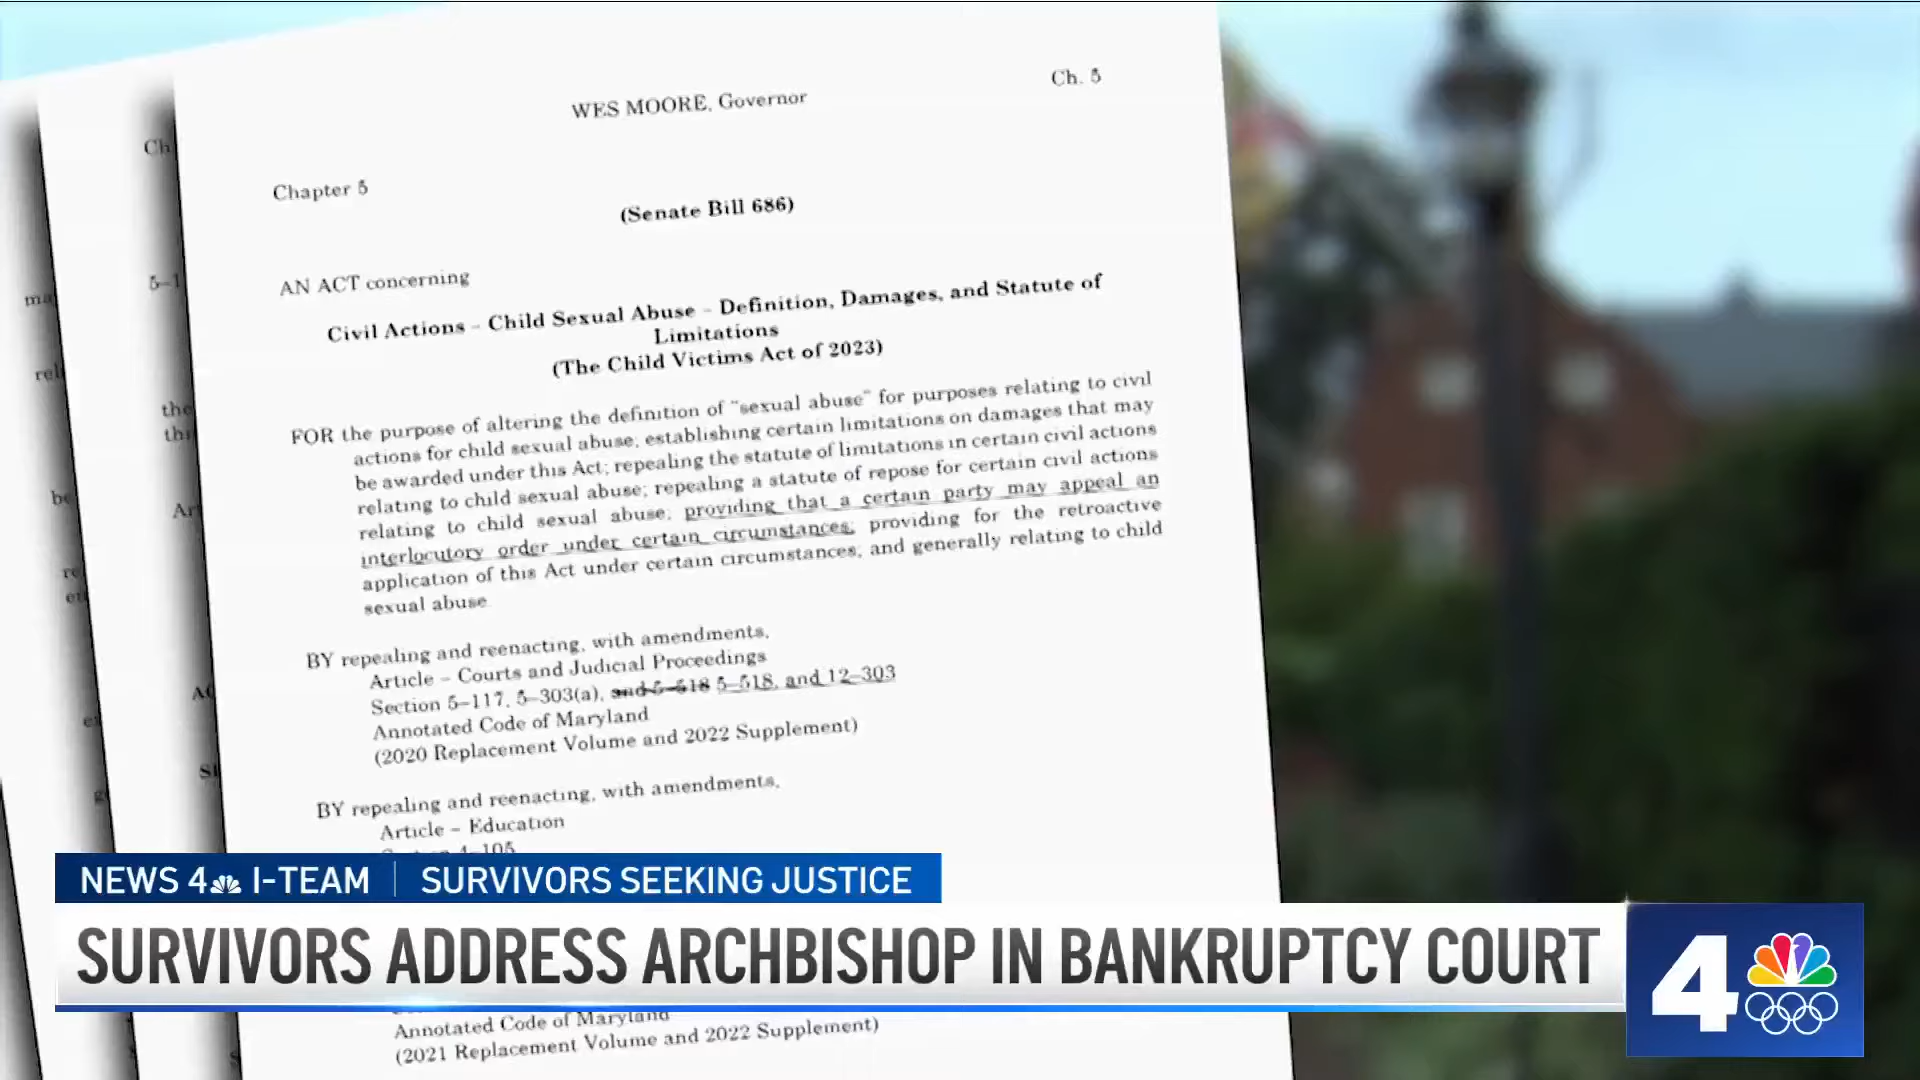 Ch. 5
WES MOORE, Governor
Chapter 5
(Senate Bill 686)
AN ACT concerning
Civil Actions – Child Sexual Abuse – Definition, Damages, and Statute of
Limitations
(The Child Victims Act of 2023)
FOR the purpose of altering the definition of “sexual abuse” for purposes relating to civil
actions for child sexual abuse; establishing certain limitations on damages that may
be awarded under this Act; repealing the statute of limitations in certain civil actions
relating to child sexual abuse; repealing a statute of repose for certain civil actions
relating to child sexual abuse; providing that a certain party may appeal an
interlocutory order under certain circumstances; providing for the retroactive
application of this Act under certain circumstances; and generally relating to child
sexual abuse
BY repealing and reenacting, with amendments,
Article – Courts and Judicial Proceedings
Section 5–117, 5–303(a), and 5–518 5–518, and 12–303
Annotated Code of Maryland
(2020 Replacement Volume and 2022 Supplement)
BY repealing and reenacting, with amendments,
Article – Education
NEWS 4 I-TEAM SURVIVORS SEEKING JUSTICE
SURVIVORS ADDRESS ARCHBISHOP IN BANKRUPTCY COURT
4
Annotated Code of Maryland
(2021 Replacement Volume and 2022 Supplement)